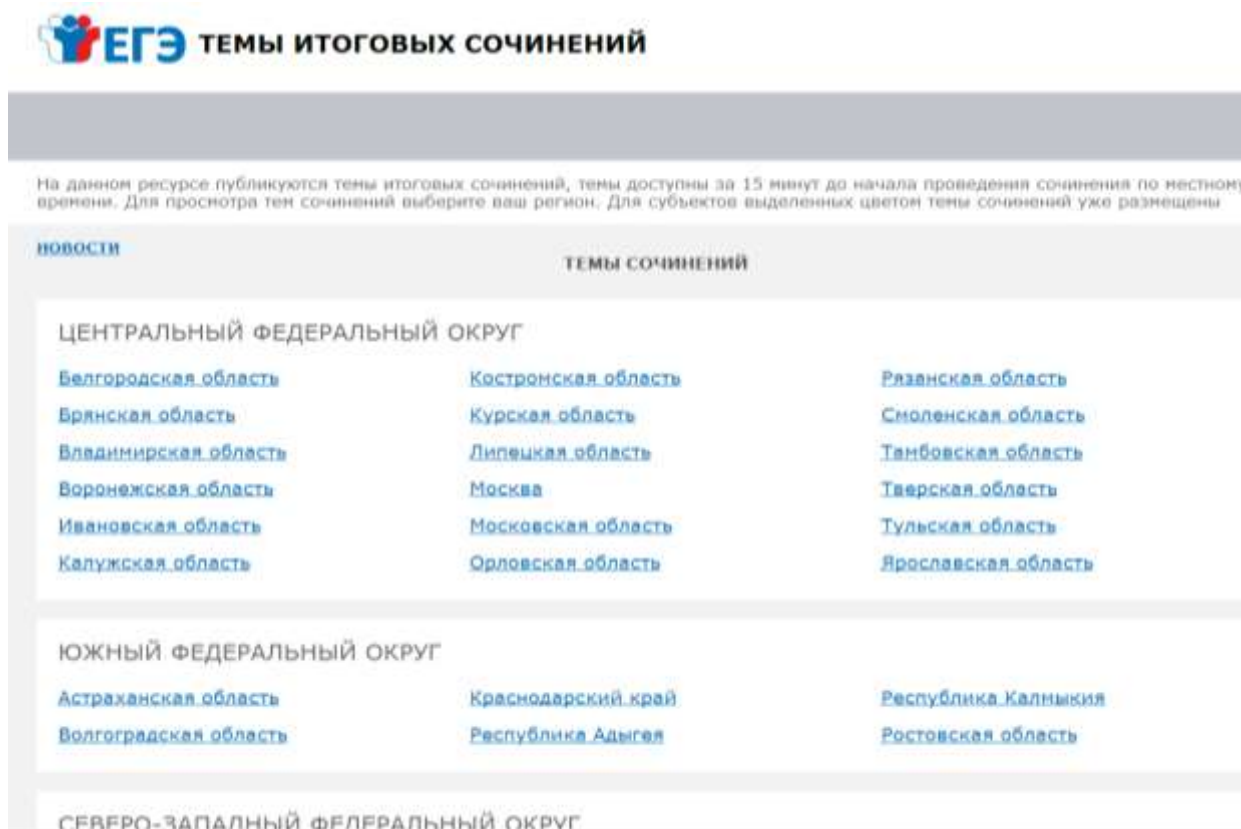 ЕГЭ ТЕМЫ ИТОГОВЫХ СОЧИНЕНИЙ
На данном ресурсе публикуются темы итоговых сочинений, темы доступны за 15 минут до начала проведения сочинения по местному
времени. Для просмотра тем сочинений выберите ваш регион. Для субъектов выделенных цветом темы сочинений уже размещены
НОВОСТИ
ТЕМЫ СОЧИНЕНИЙ
ЦЕНТРАЛЬНЫЙ ФЕДЕРАЛЬНЫЙ ОКРУГ
Белгородская область Костромская область Рязанская область
Брянская область Курская область Смоленская область
Владимирская область Липецкая область Тамбовская область
Воронежская область Москва Тверская область
Ивановская область Московская область Тульская область
Калужская область Орловская область Ярославская область
ЮЖНЫЙ ФЕДЕРАЛЬНЫЙ ОКРУГ
Астраханская область Краснодарский край Республика Калмыкия
Волгоградская область Республика Адыгея Ростовская область
СЕВЕРО-ЗАПАДНЫЙ ФЕДЕРАЛЬНЫЙ ОКРУГ